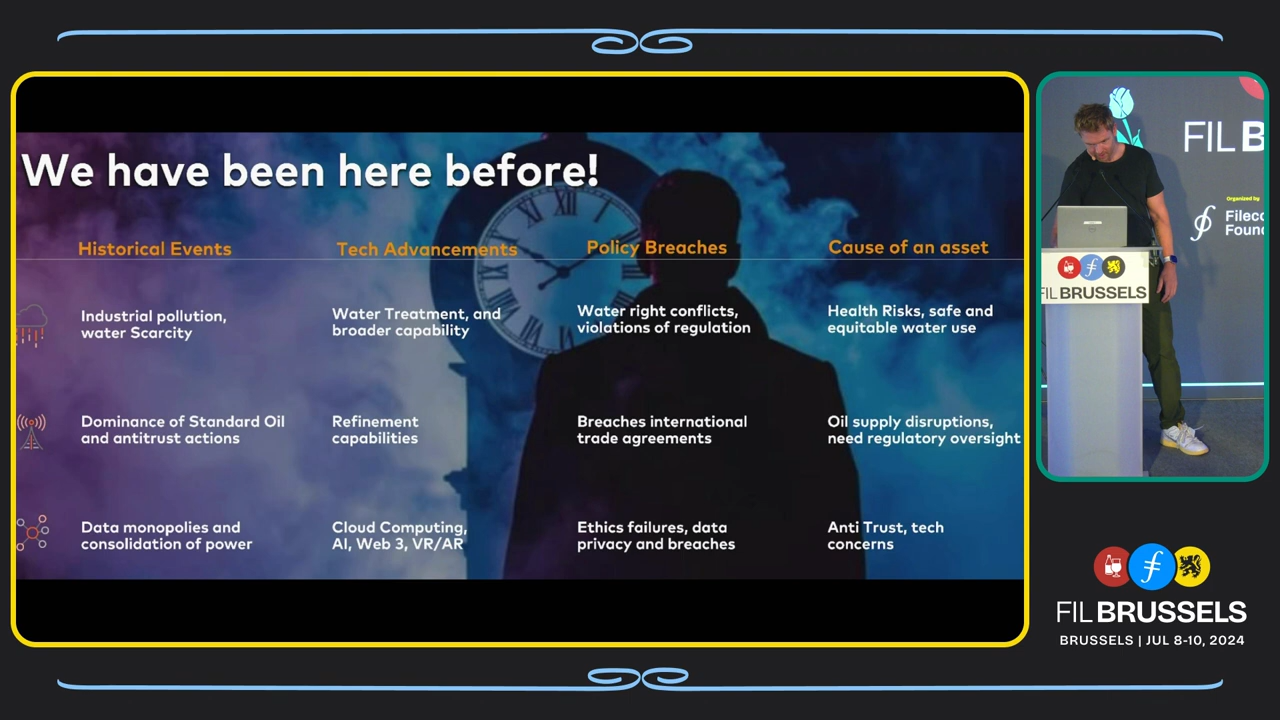 We have been here before!
Historical Events
Tech Advancements
Policy Breaches
Cause of an asset
Industrial pollution,
water Scarcity
Water Treatment, and
broader capability
Water right conflicts,
violations of regulation
Health Risks, safe and
equitable water use
Dominance of Standard Oil
and antitrust actions
Refinement
capabilities
Breaches international
trade agreements
Oil supply disruptions,
need regulatory oversight
Data monopolies and
consolidation of power
Cloud Computing,
AI, Web 3, VR/AR
Ethics failures, data
privacy and breaches
Anti Trust, tech
concerns
FIL B
Organized by
Fileco
Found
FIL BRUSSELS
FIL BRUSSELS
BRUSSELS | JUL 8-10, 2024